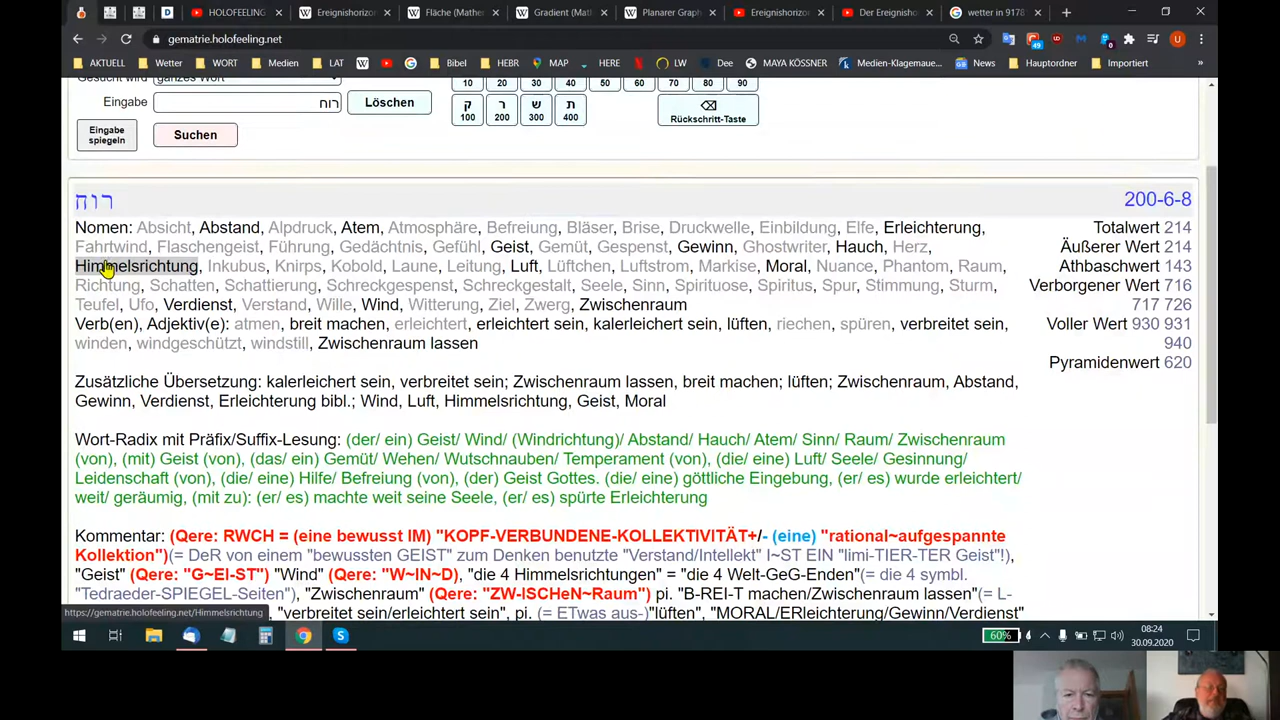 HOLOFEELING
Ereignishorizon
Fläche (Mathe
Gradient (Mat
Planarer Graph
Ereignishorizo
Der Ereignish
wetter in 9178
gematrie.holofeeling.net
49
0
U
AKTUELL
Wetter
WORT
Medien
LAT
Bibel
HEBR
MAP
HERE
LW
Dee
MAYA KÖSSNER
Medien-Klagemaue...
News
Hauptordner
Importiert
»
Gesucht wird
ganzes Wort
10 20 30 40 50 60 70 80 90
Eingabe
רוח
Löschen
ק ר ש ת
100 200 300 400
Rückschritt-Taste
Eingabe
spiegeln
Suchen
רוח
200-6-8
Nomen: Absicht, Abstand, Alpdruck, Atem, Atmosphäre, Befreiung, Bläser, Brise, Druckwelle, Einbildung, Elfe, Erleichterung,
Totalwert 214
Fahrtwind, Flaschengeist, Führung, Gedächtnis, Gefühl, Geist, Gemüt, Gespenst, Gewinn, Ghostwriter, Hauch, Herz,
Äußerer Wert 214
Himmelsrichtung, Inkubus, Knirps, Kobold, Laune, Leitung, Luft, Lüftchen, Luftstrom, Markise, Moral, Nuance, Phantom, Raum,
Athbaschwert 143
Richtung, Schatten, Schattierung, Schreckgespenst, Schreckgestalt, Seele, Sinn, Spirituose, Spiritus, Spur, Stimmung, Sturm,
Verborgener Wert 716
Teufel, Ufo, Verdienst, Verstand, Wille, Wind, Witterung, Ziel, Zwerg, Zwischenraum
717 726
Verb(en), Adjektiv(e): atmen, breit machen, erleichtert, erleichtert sein, kalerleichert sein, lüften, riechen, spüren, verbreitet sein,
Voller Wert 930 931
winden, windgeschützt, windstill, Zwischenraum lassen
940
Pyramidenwert 620
Zusätzliche Übersetzung: kalerleichert sein, verbreitet sein; Zwischenraum lassen, breit machen; lüften; Zwischenraum, Abstand,
Gewinn, Verdienst, Erleichterung bibl.; Wind, Luft, Himmelsrichtung, Geist, Moral
Wort-Radix mit Präfix/Suffix-Lesung: (der/ ein) Geist/ Wind/ (Windrichtung)/ Abstand/ Hauch/ Atem/ Sinn/ Raum/ Zwischenraum
(von), (mit) Geist (von), (das/ ein) Gemüt/ Wehen/ Wutschnauben/ Temperament (von), (die/ eine) Luft/ Seele/ Gesinnung/
Leidenschaft (von), (die/ eine) Hilfe/ Befreiung (von), (der) Geist Gottes. (die/ eine) göttliche Eingebung, (er/ es) wurde erleichtert/
weit/ geräumig, (mit zu): (er/ es) machte weit seine Seele, (er/ es) spürte Erleichterung
Kommentar: (Qere: RWCH = (eine bewusst IM) "KOPF-VERBUNDENE-KOLLEKTIVITÄT+/- (eine) "rational~aufgespannte
Kollektion")(= DeR von einem "bewussten GEIST" zum Denken benutzte "Verstand/Intellekt" I~ST EIN "limi-TIER-TER Geist"!),
"Geist" (Qere: "G~EI-ST") "Wind" (Qere: "W~IN~D), "die 4 Himmelsrichtungen" = "die 4 Welt-GeG-Enden"(= die 4 symbl.
"Tedraeder-SPIEGEL-Seiten"), "Zwischenraum" (Qere: "ZW-ISCHeN~Raum") pi. "B-REI-T machen/Zwischenraum lassen"(= L-
https://gematrie.holofeeling.net/Himmelsrichtung
"verbreitet sein/erleichtert sein", pi. (= ETwas aus-)"lüften", "MORAL/ERleichterung/Gewinn/Verdienst"
60%
08:24
30.09.2020